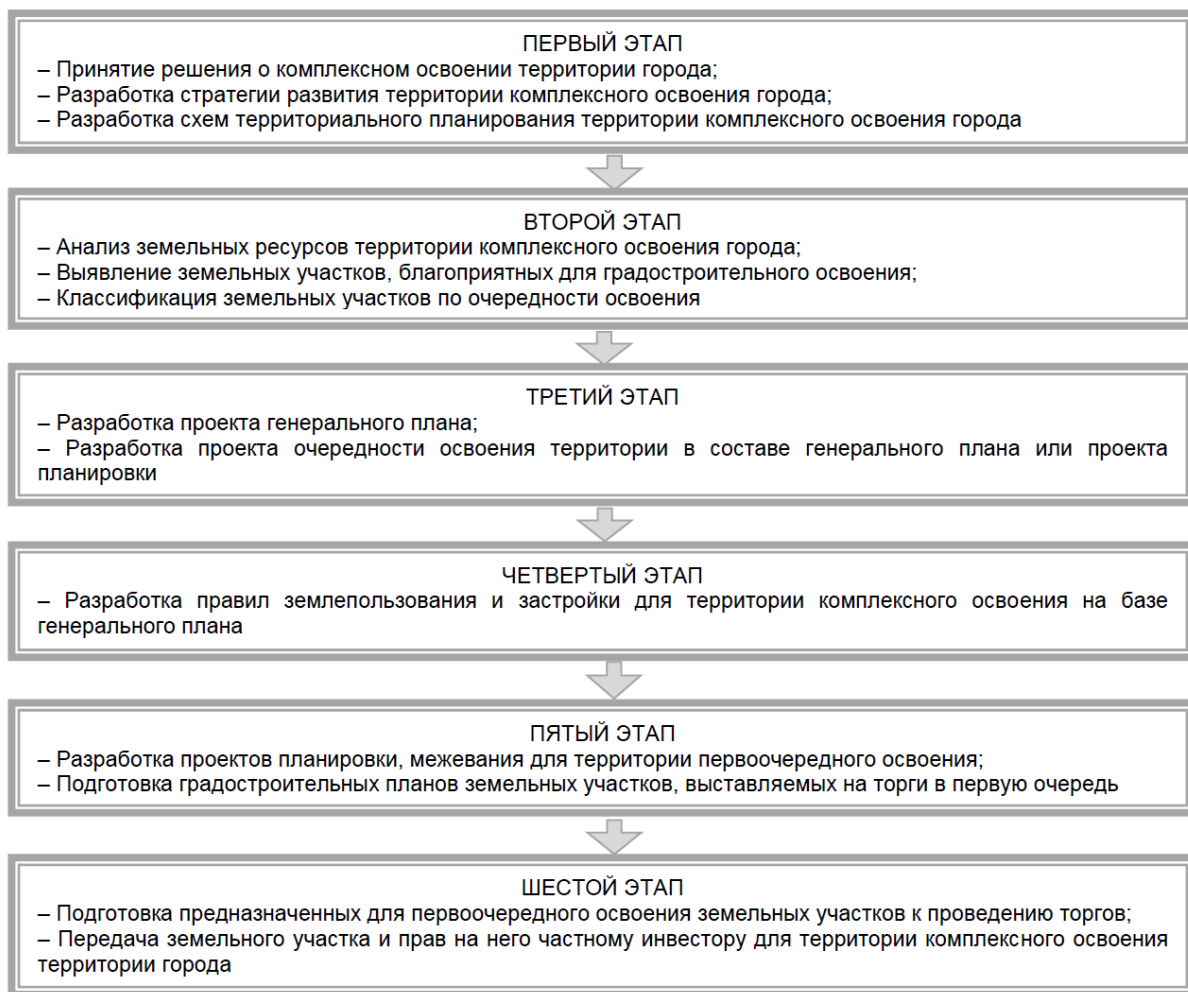 ПЕРВЫЙ ЭТАП
– Принятие решения о комплексном освоении территории города;
– Разработка стратегии развития территории комплексного освоения города;
– Разработка схем территориального планирования территории комплексного освоения города
ВТОРОЙ ЭТАП
– Анализ земельных ресурсов территории комплексного освоения города;
– Выявление земельных участков, благоприятных для градостроительного освоения;
– Классификация земельных участков по очередности освоения
ТРЕТИЙ ЭТАП
– Разработка проекта генерального плана;
– Разработка проекта очередности освоения территории в составе генерального плана или проекта
планировки
ЧЕТВЕРТЫЙ ЭТАП
– Разработка правил землепользования и застройки для территории комплексного освоения на базе
генерального плана
ПЯТЫЙ ЭТАП
– Разработка проектов планировки, межевания для территории первоочередного освоения;
– Подготовка градостроительных планов земельных участков, выставляемых на торги в первую очередь
ШЕСТОЙ ЭТАП
– Подготовка предназначенных для первоочередного освоения земельных участков к проведению торгов;
– Передача земельного участка и прав на него частному инвестору для территории комплексного освоения
территории города